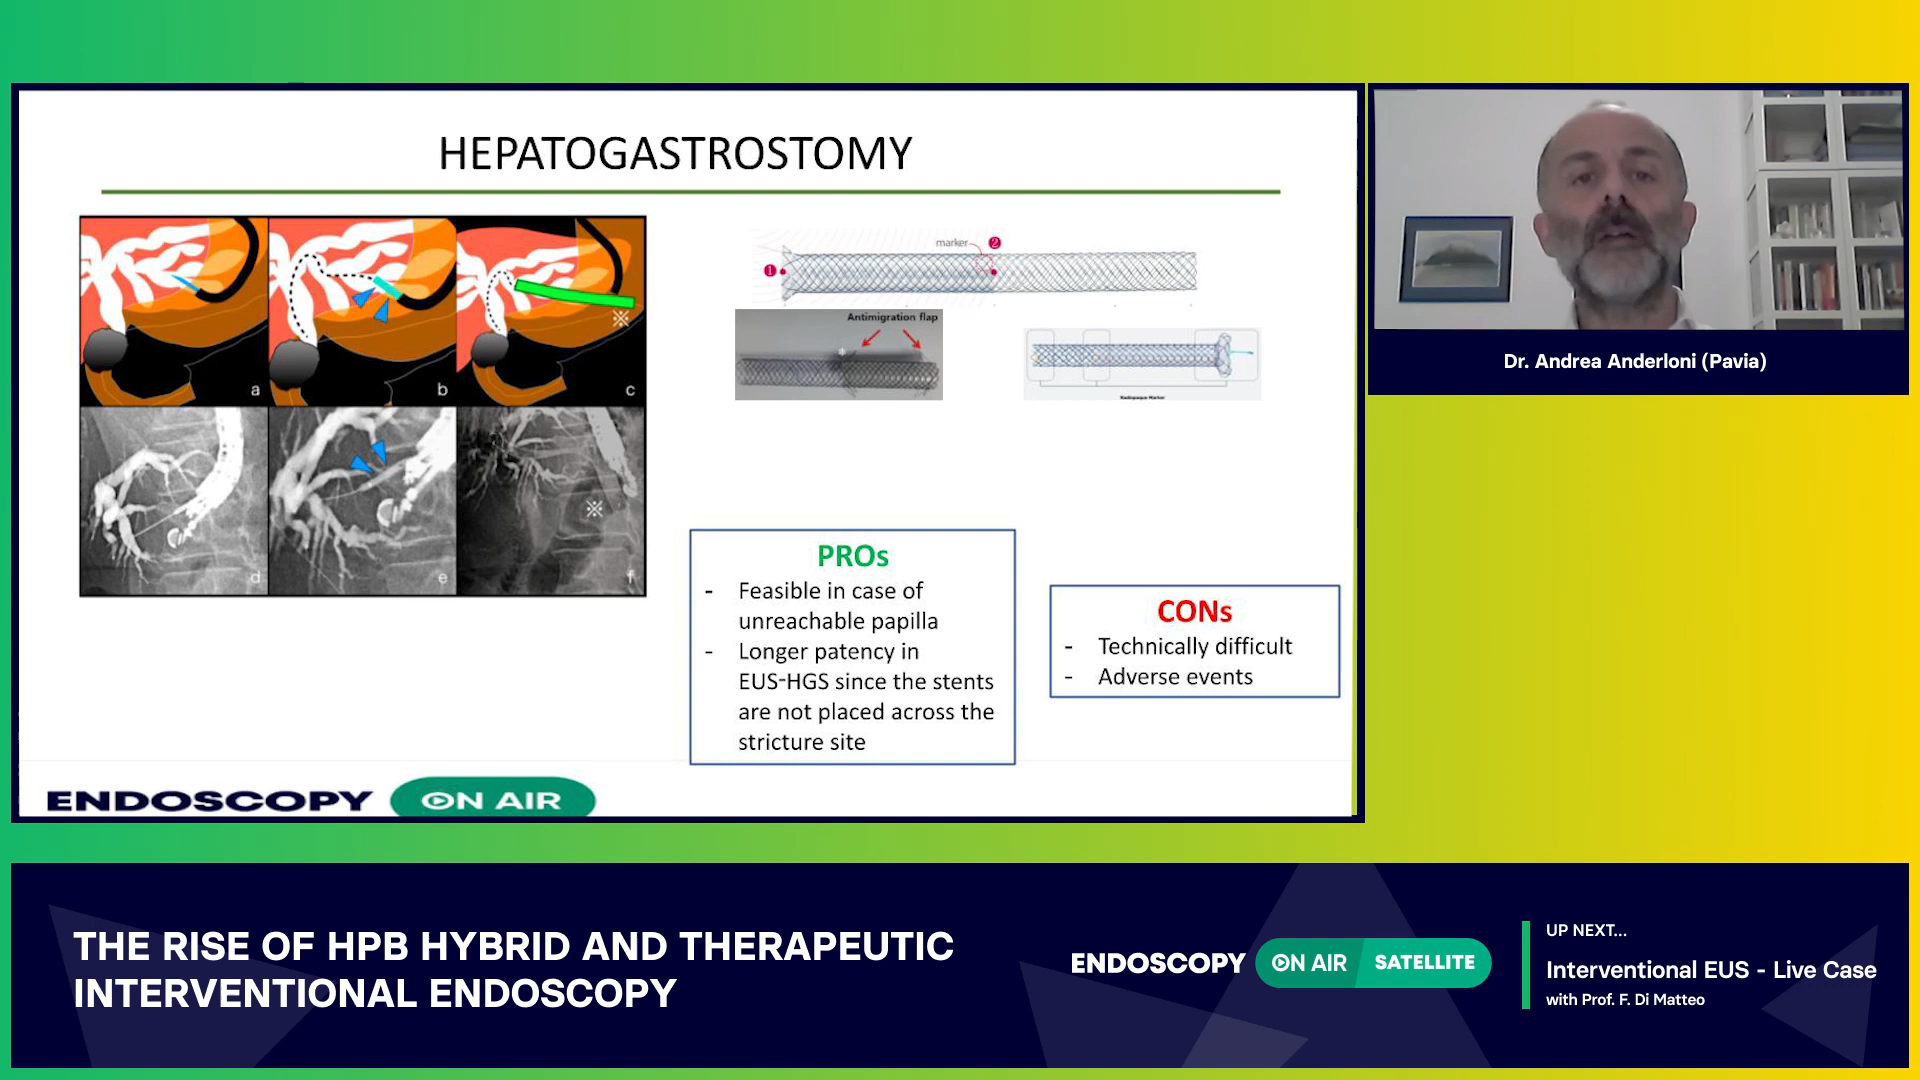 HEPATOGASTROSTOMY
a
b
c
d
e
f
marker
2
1
Antimigration flap
Radiopaque Marker
PROs
- Feasible in case of
unreachable papilla
- Longer patency in
EUS-HGS since the stents
are not placed across the
stricture site
CONs
- Technically difficult
- Adverse events
ENDOSCOPY ON AIR
Dr. Andrea Anderloni (Pavia)
THE RISE OF HPB HYBRID AND THERAPEUTIC
INTERVENTIONAL ENDOSCOPY
ENDOSCOPY ON AIR SATELLITE
UP NEXT...
Interventional EUS - Live Case
with Prof. F. Di Matteo